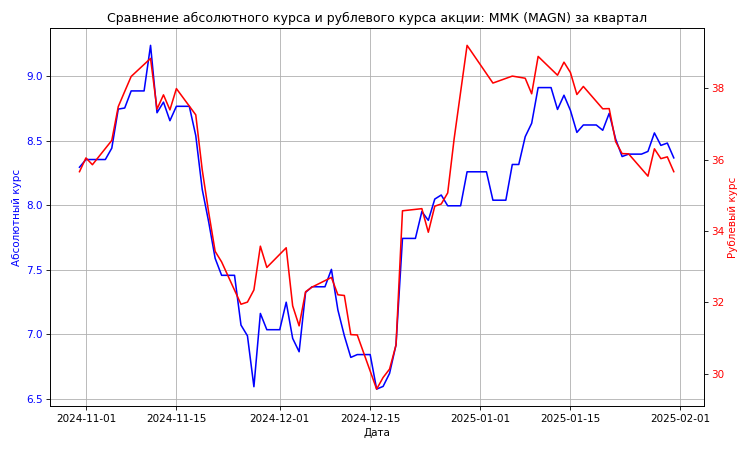 Сравнение абсолютного курса и рублевого курса акции: ММК (MAGN) за квартал
Абсолютный курс
9.0
8.5
8.0
7.5
7.0
6.5
38
36
34
32
30
Рублевый курс
2024-11-01 2024-11-15 2024-12-01 2024-12-15 2025-01-01 2025-01-15 2025-02-01
Дата